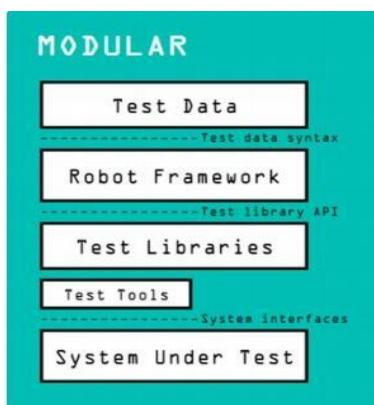 MODULAR
Test Data
Test data syntax
Robot Framework
Test library API
Test Libraries
Test Tools
System interfaces
System Under Test